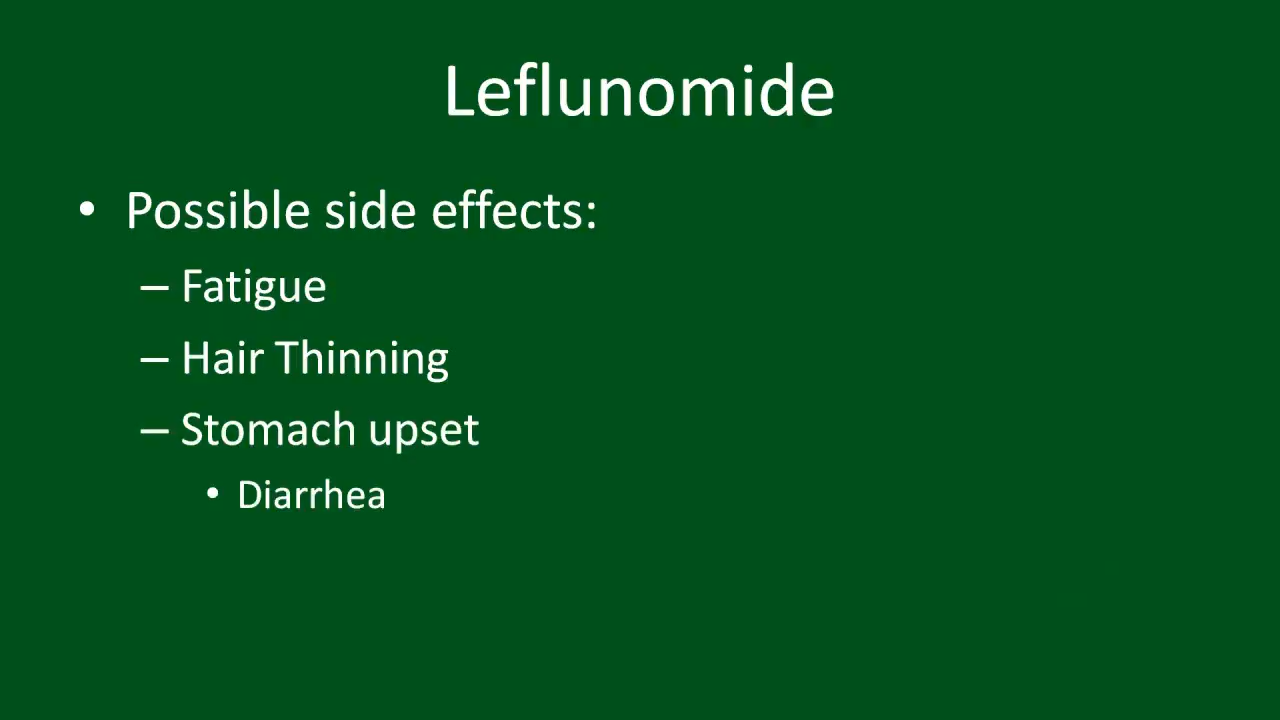 Leflunomide
• Possible side effects:
– Fatigue
– Hair Thinning
– Stomach upset
• Diarrhea